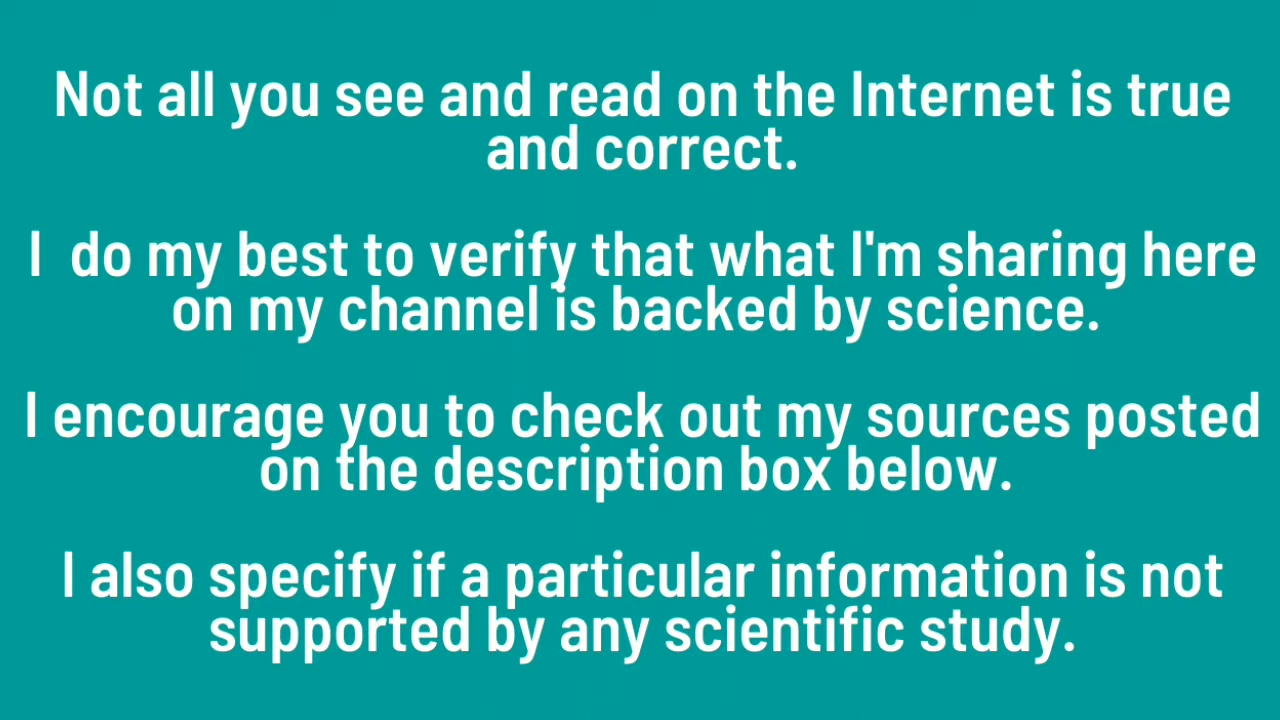 Not all you see and read on the Internet is true
and correct.
I do my best to verify that what I'm sharing here
on my channel is backed by science.
I encourage you to check out my sources posted
on the description box below.
I also specify if a particular information is not
supported by any scientific study.